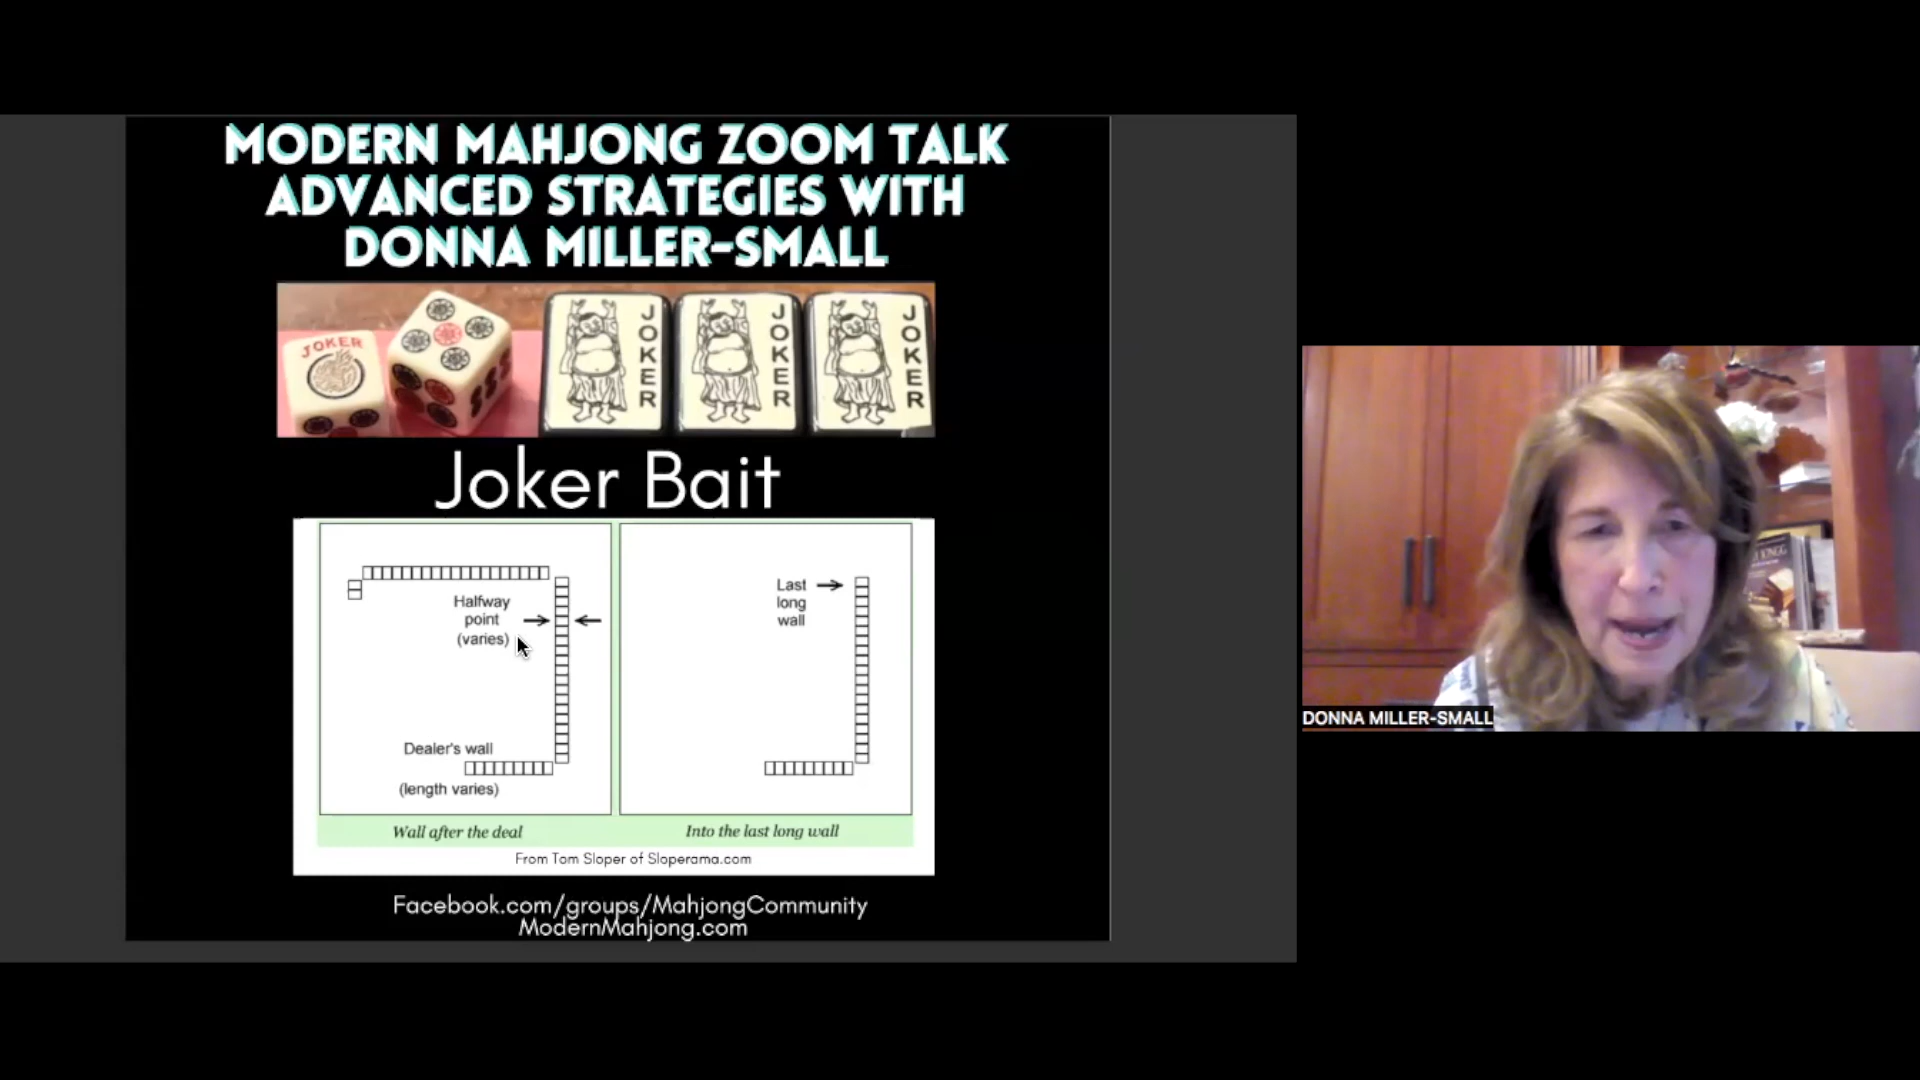 MODERN MAHJONG ZOOM TALK
ADVANCED STRATEGIES WITH
DONNA MILLER-SMALL
JOKER
JOKER
JOKER
JOKER
Joker Bait
Halfway
point
(varies)
Dealer's wall
(length varies)
Wall after the deal
Last
long
wall
Into the last long wall
From Tom Sloper of Sloperama.com
Facebook.com/groups/MahjongCommunity
ModernMahjong.com
DONNA MILLER-SMALL